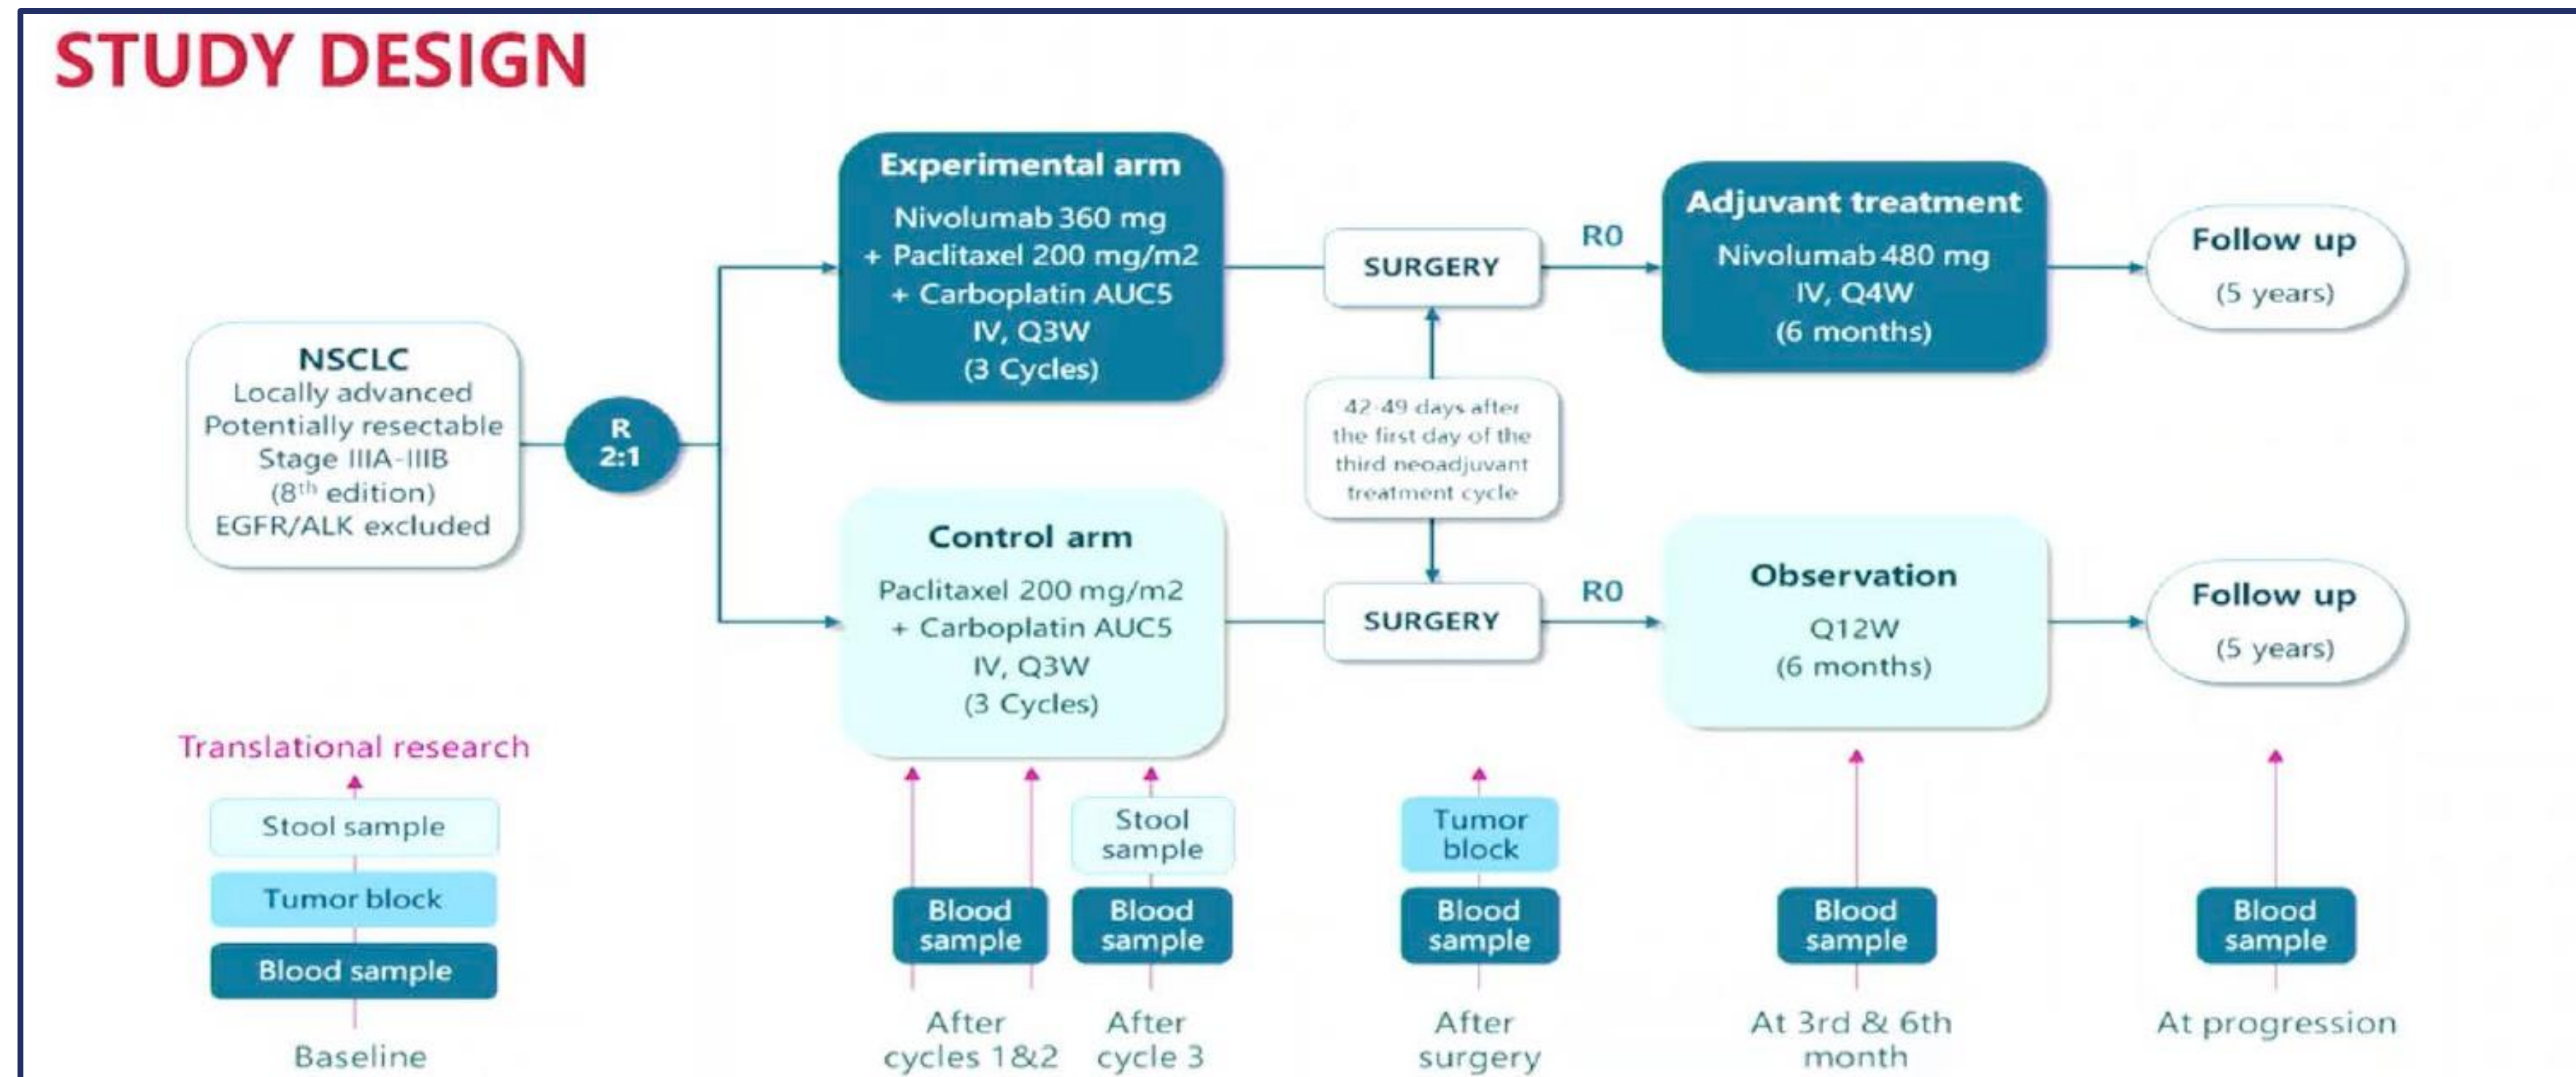 STUDY DESIGN
NSCLC
Locally advanced
Potentially resectable
Stage IIIA-IIIB
(8th edition)
EGFR/ALK excluded
R
2:1
Experimental arm
Nivolumab 360 mg
+ Paclitaxel 200 mg/m2
+ Carboplatin AUC5
IV, Q3W
(3 Cycles)
SURGERY
R0
Adjuvant treatment
Nivolumab 480 mg
IV, Q4W
(6 months)
Follow up
(5 years)
42-49 days after
the first day of the
third neoadjuvant
treatment cycle
Control arm
Paclitaxel 200 mg/m2
+ Carboplatin AUC5
IV, Q3W
(3 Cycles)
SURGERY
R0
Observation
Q12W
(6 months)
Follow up
(5 years)
Translational research
Stool sample
Tumor block
Blood sample
Baseline
Blood
sample
After
cycles 1&2
Stool
sample
Blood
sample
After
cycle 3
Tumor
block
Blood
sample
After
surgery
Blood
sample
At 3rd & 6th
month
Blood
sample
At progression